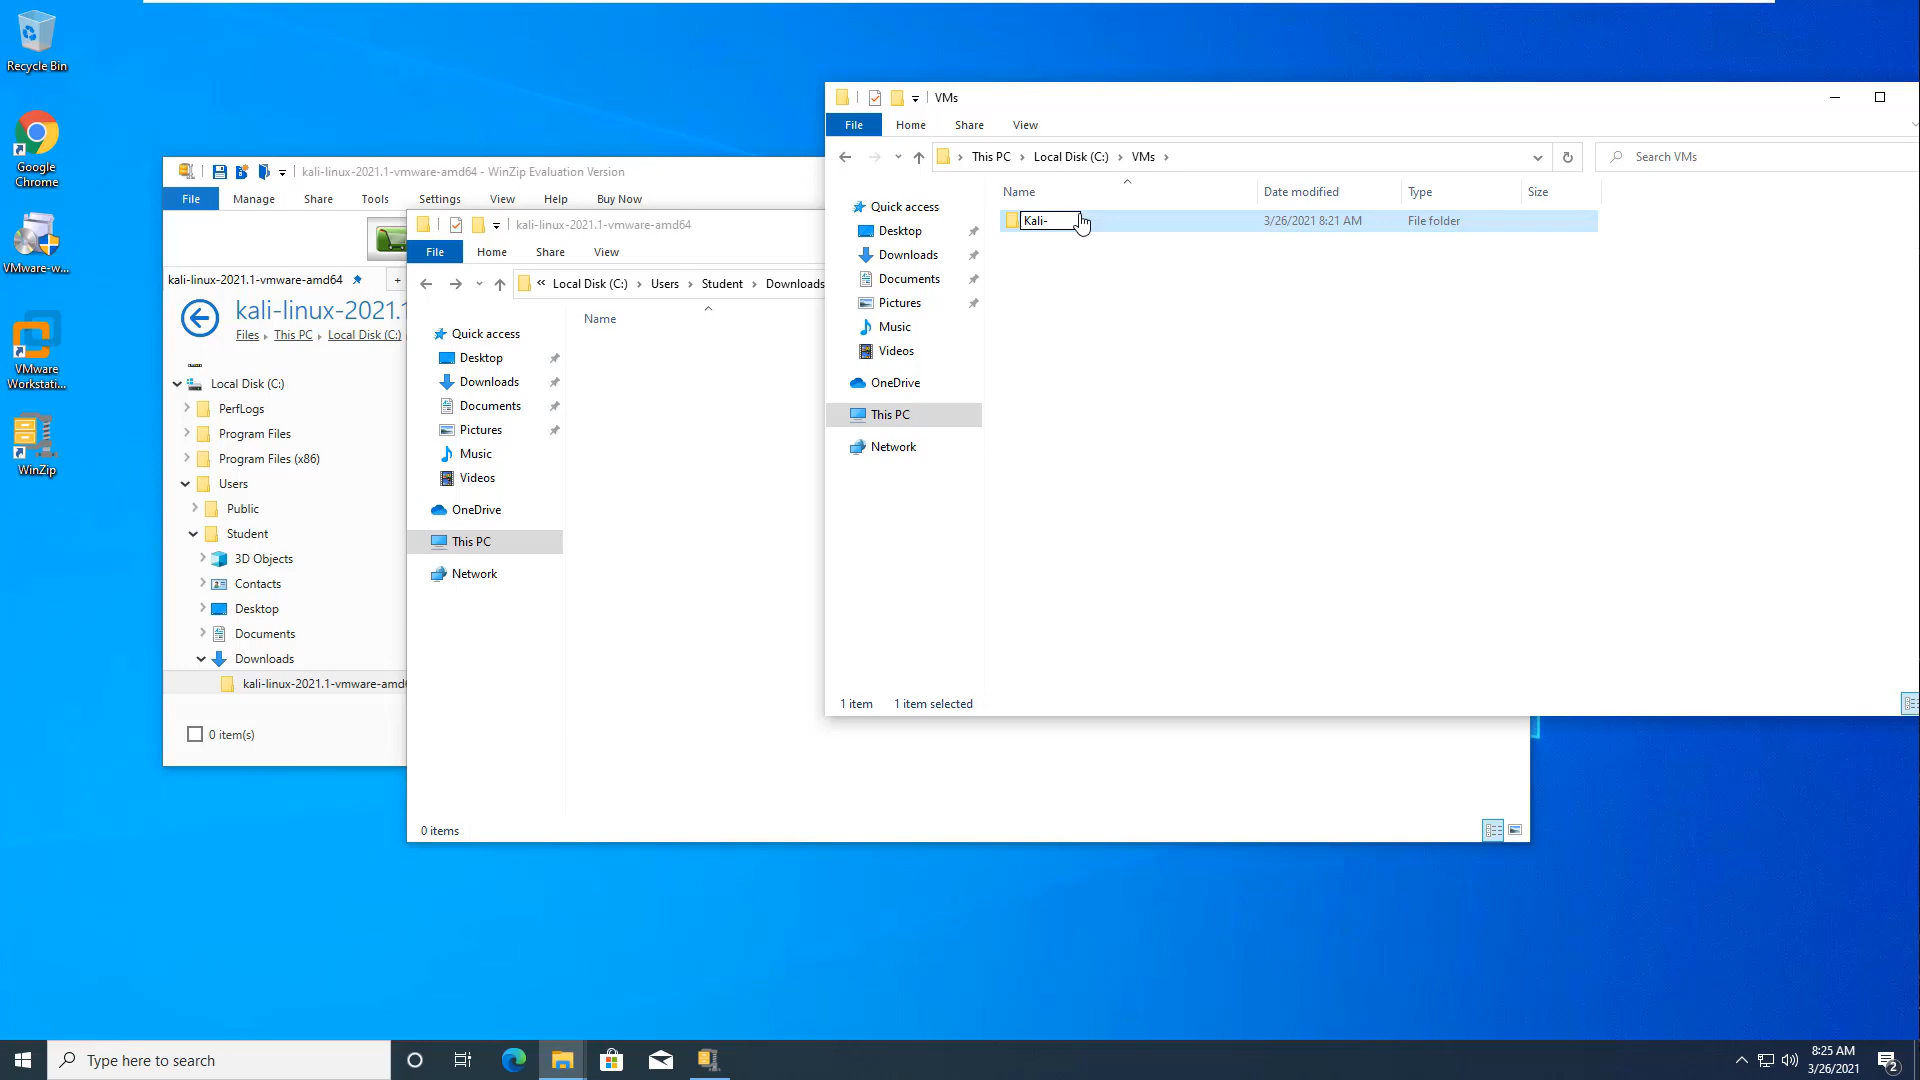 Recycle Bin
Google
Chrome
VMware-w...
VMware
Workstati...
WinZip
kali-linux-2021.1-vmware-amd64 - WinZip Evaluation Version
File Manage Share Tools Settings View Help Buy Now
kali-linux-2021.1-vmware-amd64 +
kali-linux-2021.1
Files This PC Local Disk (C:)
Local Disk (C:)
PerfLogs
Program Files
Program Files (x86)
Users
Public
Student
3D Objects
Contacts
Desktop
Documents
Downloads
kali-linux-2021.1-vmware-amd6
0 item(s)
kali-linux-2021.1-vmware-amd64
File Home Share View
« Local Disk (C:) Users Student Downloads
Name
Quick access
Desktop
Downloads
Documents
Pictures
Music
Videos
OneDrive
This PC
Network
0 items
VMs
File Home Share View
This PC Local Disk (C:) VMs
Search VMs
Name Date modified Type Size
Kali- 3/26/2021 8:21 AM File folder
Quick access
Desktop
Downloads
Documents
Pictures
Music
Videos
OneDrive
This PC
Network
1 item 1 item selected
Type here to search
8:25 AM
3/26/2021
2